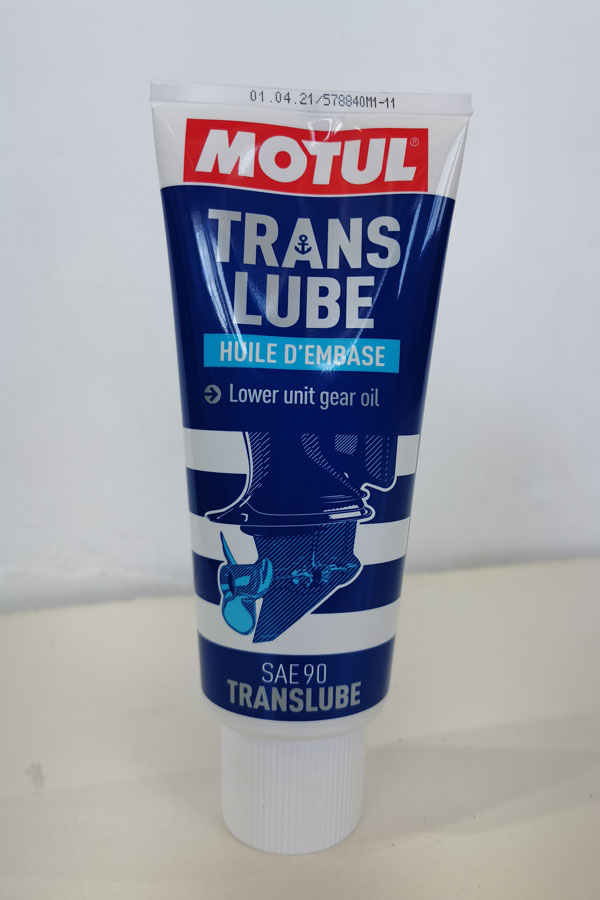 01.04.21/578840M1-11
MOTUL®
TRANS
LUBE
HUILE D'EMBASE
Lower unit gear oil
SAE 90
TRANSLUBE